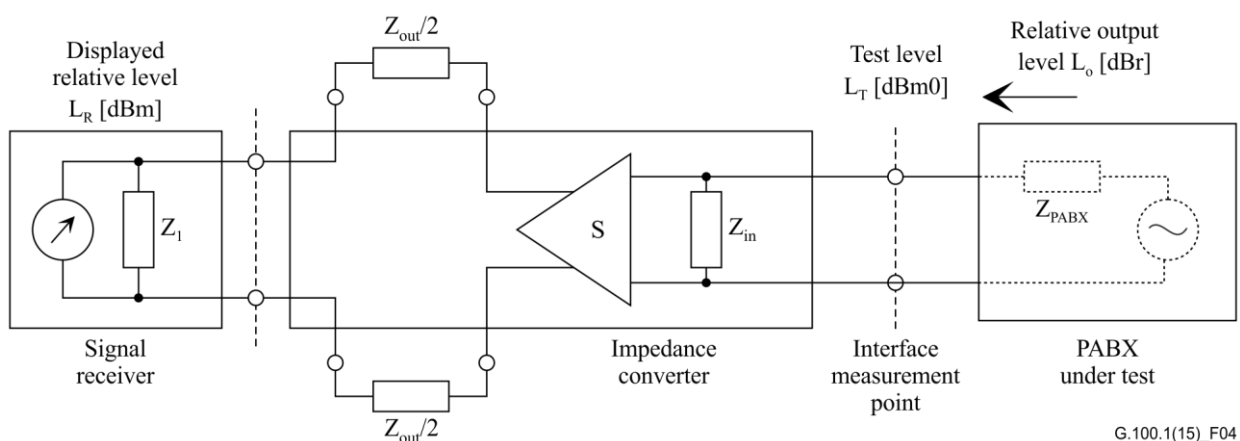 Z_out/2
Displayed
relative level
L_R [dBm]
Test level
L_T [dBm0]
Relative output
level L_o [dBr]
Z_1
S
Z_in
Z_PABX
Signal
receiver
Impedance
converter
Interface
measurement
point
PABX
under test
Z_out/2
G.100.1(15)_F04